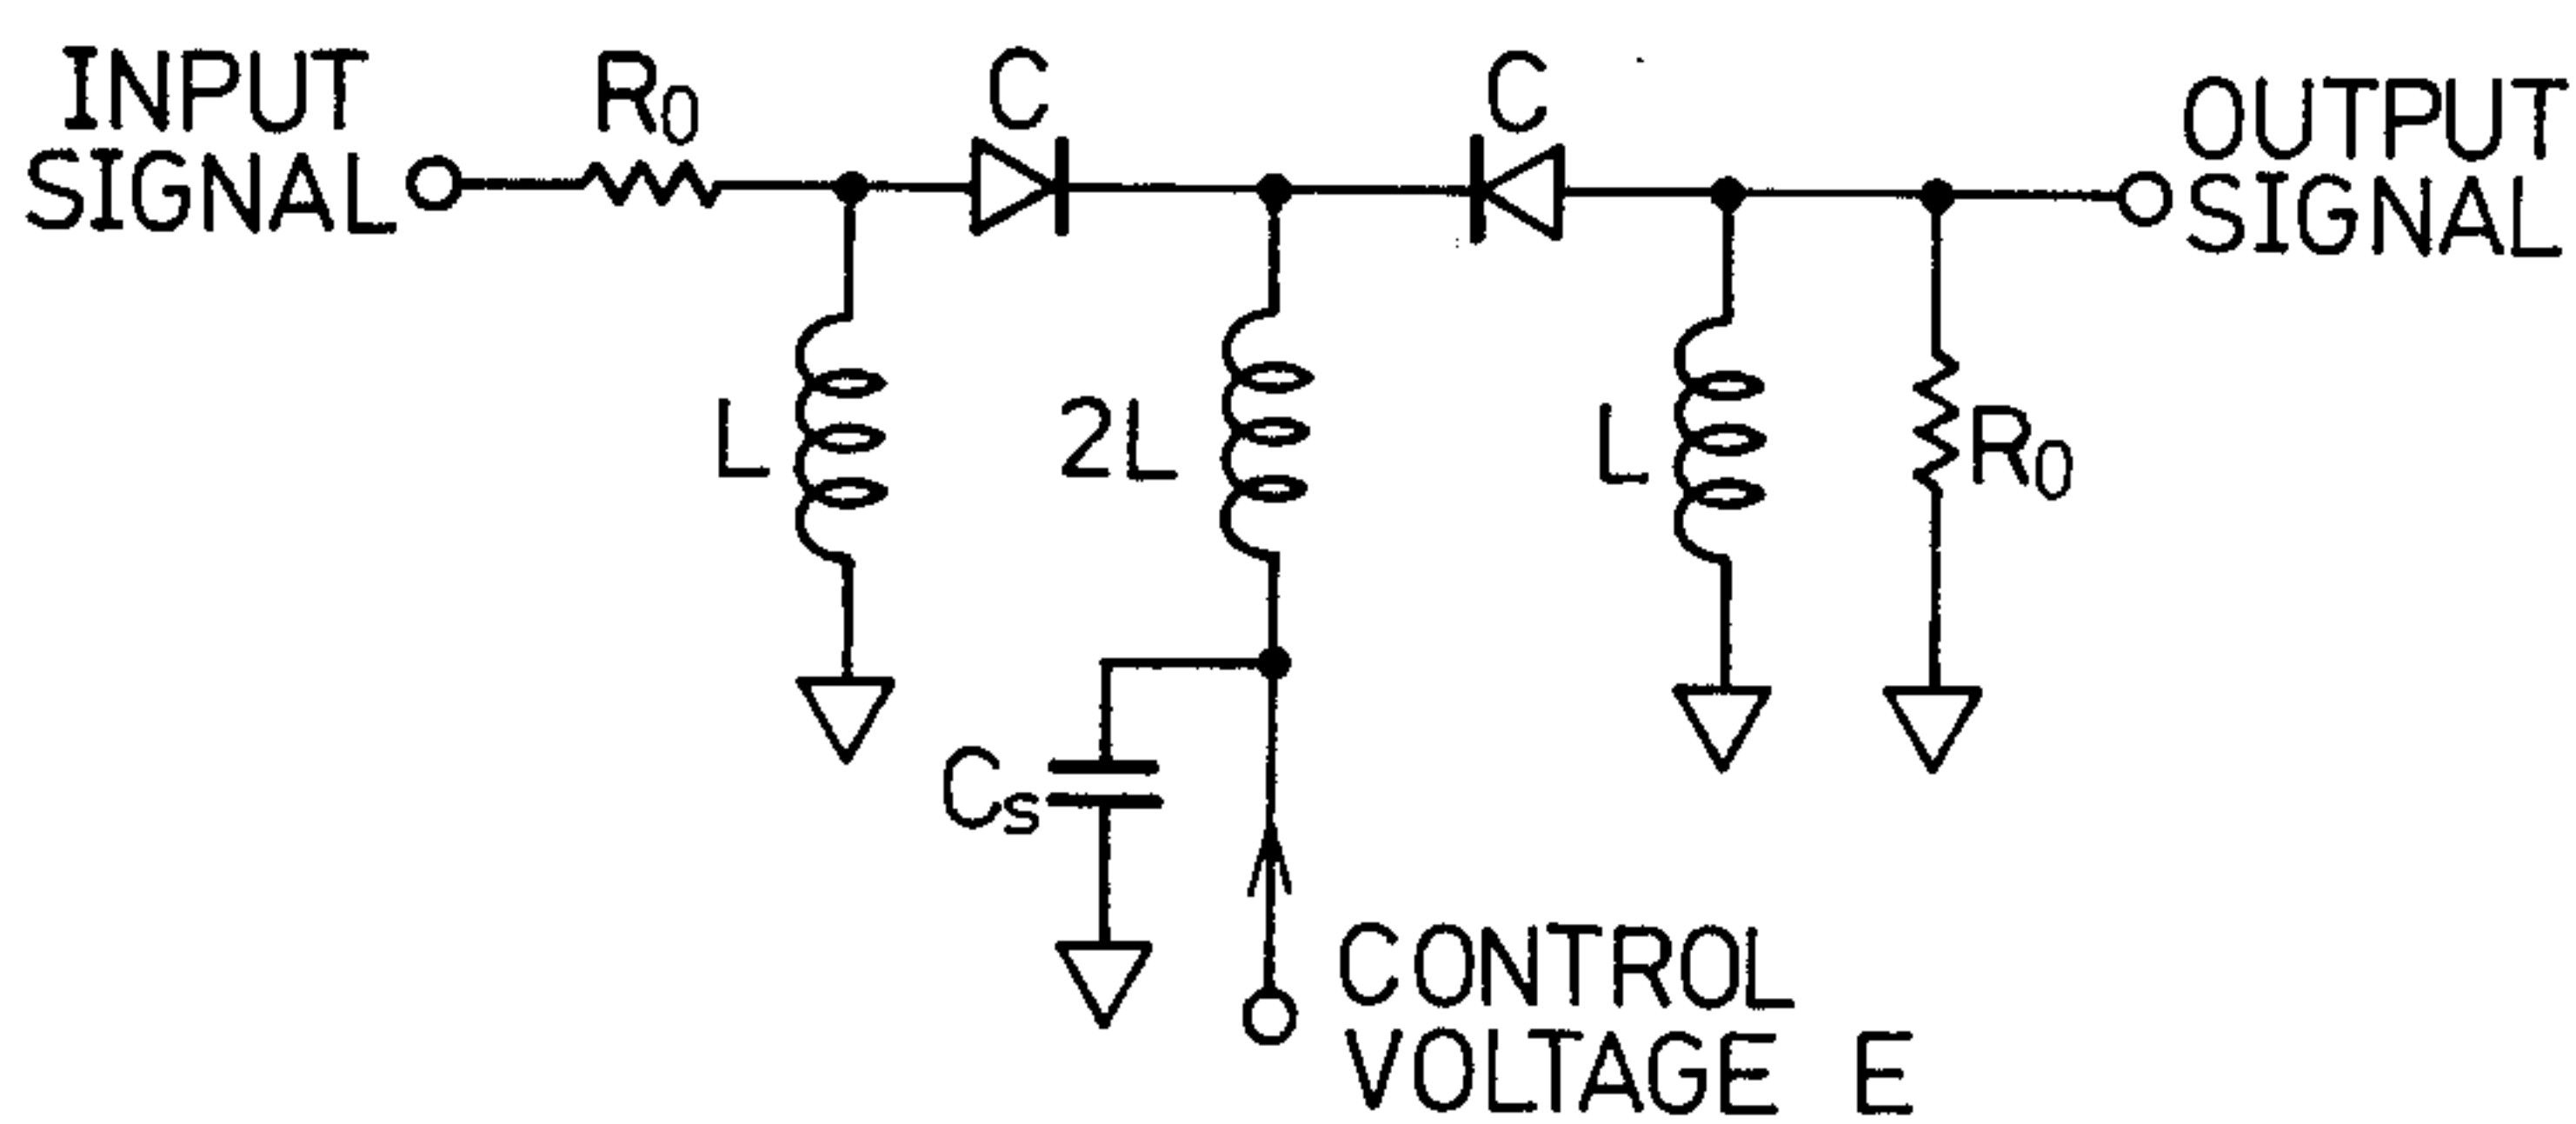 INPUT
SIGNAL
R0
C
C
OUTPUT
SIGNAL
L
2L
L
R0
Cs
CONTROL
VOLTAGE E